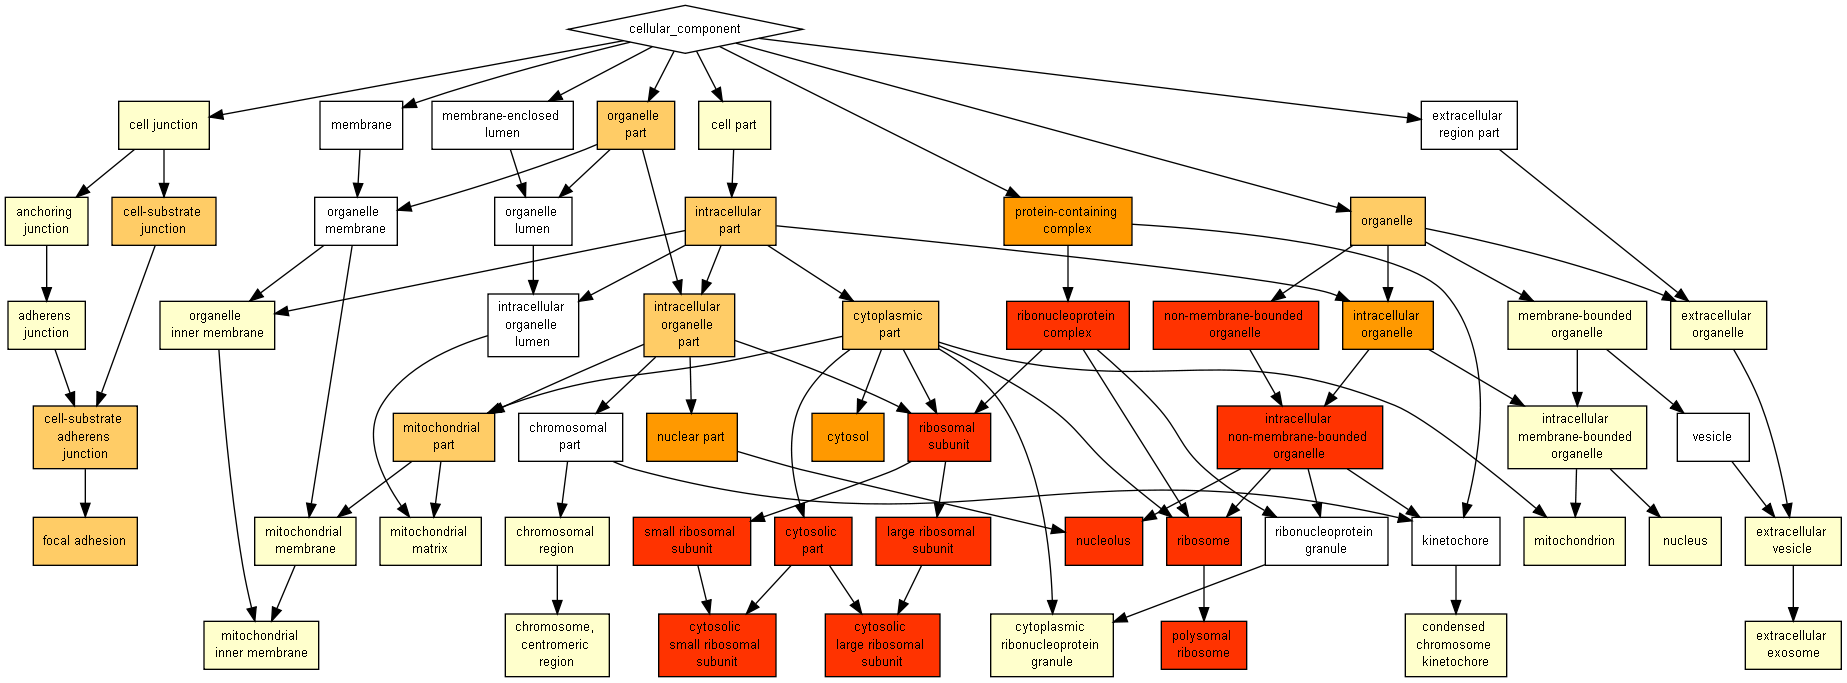 cellular_component
cell junction
membrane
membrane-enclosed
lumen
organelle
part
cell part
extracellular
region part
anchoring
junction
cell-substrate
junction
organelle
membrane
organelle
lumen
intracellular
part
protein-containing
complex
organelle
adherens
junction
organelle
inner membrane
intracellular
organelle
lumen
intracellular
organelle
part
cytoplasmic
part
ribonucleoprotein
complex
non-membrane-bounded
organelle
intracellular
organelle
membrane-bounded
organelle
extracellular
organelle
cell-substrate
adherens
junction
mitochondrial
part
chromosomal
part
nuclear part
cytosol
ribosomal
subunit
intracellular
non-membrane-bounded
organelle
intracellular
membrane-bounded
organelle
vesicle
focal adhesion
mitochondrial
membrane
mitochondrial
matrix
chromosomal
region
small ribosomal
subunit
cytosolic
part
large ribosomal
subunit
nucleolus
ribosome
ribonucleoprotein
granule
kinetochore
mitochondrion
nucleus
extracellular
vesicle
mitochondrial
inner membrane
chromosome,
centromeric
region
cytosolic
small ribosomal
subunit
cytosolic
large ribosomal
subunit
cytoplasmic
ribonucleoprotein
granule
polysomal
ribosome
condensed
chromosome
kinetochore
extracellular
exosome